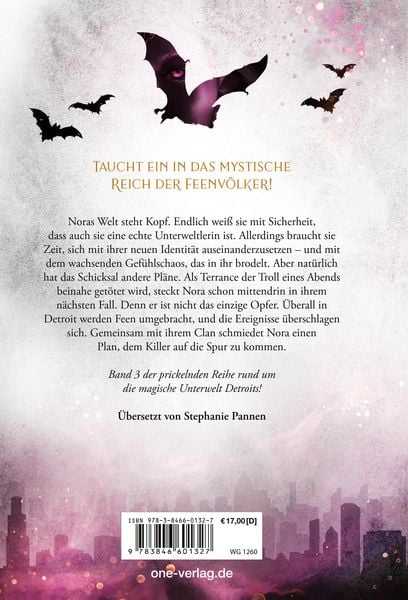 TAUCHT EIN IN DAS MYSTISCHE
REICH DER FEENVÖLKER!
Noras Welt steht Kopf. Endlich weiß sie mit Sicherheit,
dass auch sie eine echte Unterweltlerin ist. Allerdings braucht sie
Zeit, sich mit ihrer neuen Identität auseinanderzusetzen – und mit
dem wachsenden Gefühlschaos, das in ihr brodelt. Aber natürlich
hat das Schicksal andere Pläne. Als Terrance der Troll eines Abends
beinahe getötet wird, steckt Nora schon mittendrin in ihrem
nächsten Fall. Denn er ist nicht das einzige Opfer. Überall in
Detroit werden Feen umgebracht, und die Ereignisse überschlagen
sich. Gemeinsam mit ihrem Clan schmiedet Nora einen
Plan, dem Killer auf die Spur zu kommen.
Band 3 der prickelnden Reihe rund um
die magische Unterwelt Detroits!
Übersetzt von Stephanie Pannen
ISBN 978-3-8466-0132-7
€ 17,00 [D]
9 783846 601327
WG 1260
one-verlag.de